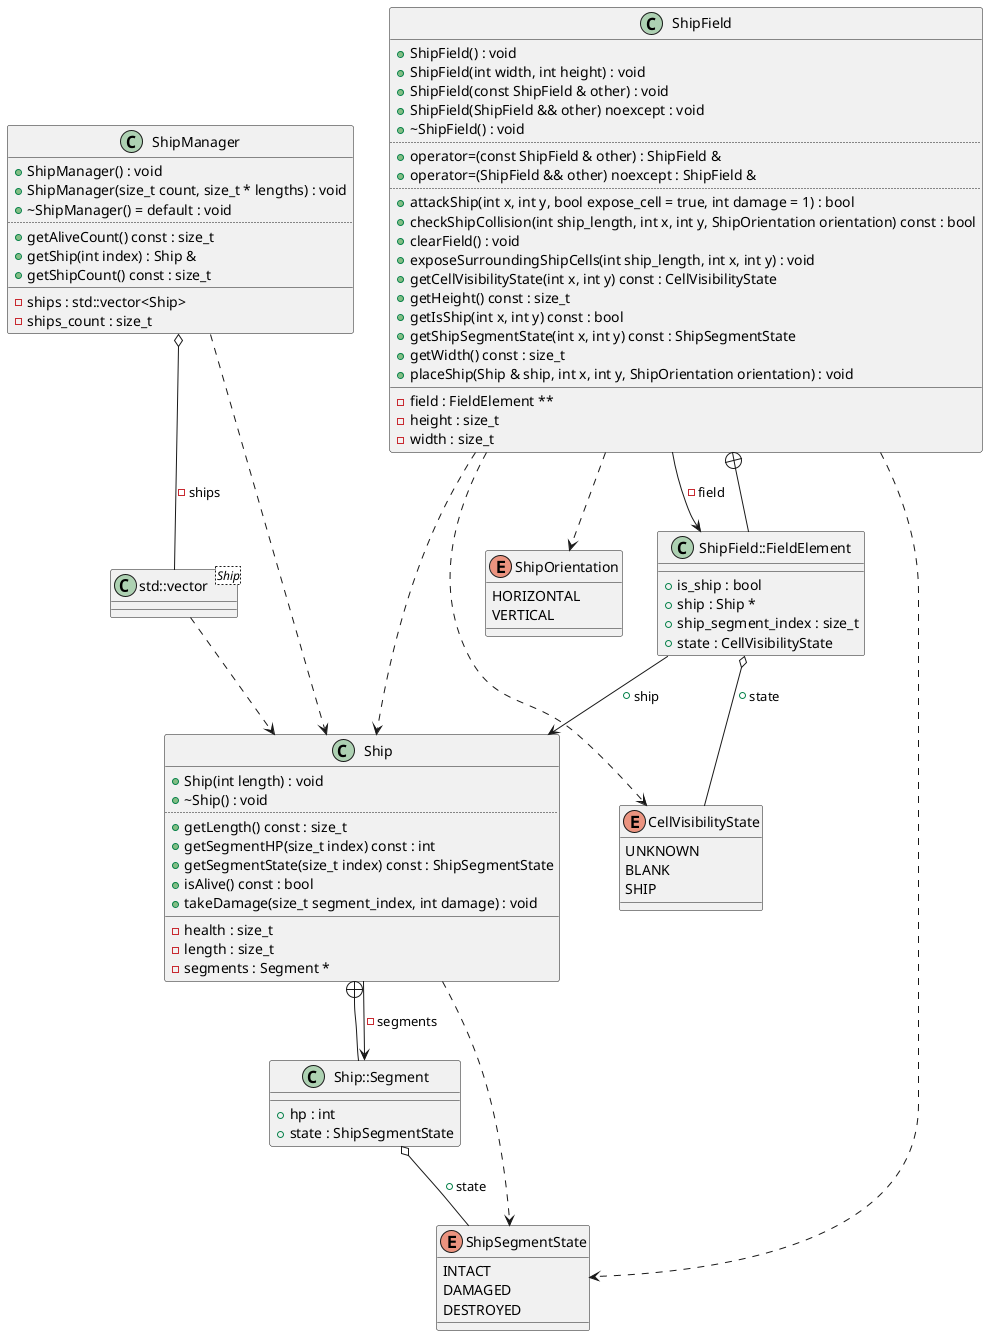 ShipField
ShipField() : void
ShipField(int width, int height) : void
ShipField(const ShipField & other) : void
ShipField(ShipField && other) noexcept : void
~ShipField() : void
operator=(const ShipField & other) : ShipField &
operator=(ShipField && other) noexcept : ShipField &
attackShip(int x, int y, bool expose_cell = true, int damage = 1) : bool
checkShipCollision(int ship_length, int x, int y, ShipOrientation orientation) const : bool
clearField() : void
exposeSurroundingShipCells(int ship_length, int x, int y) : void
getCellVisibilityState(int x, int y) const : CellVisibilityState
getHeight() const : size_t
getIsShip(int x, int y) const : bool
getShipSegmentState(int x, int y) const : ShipSegmentState
getWidth() const : size_t
placeShip(Ship & ship, int x, int y, ShipOrientation orientation) : void
field : FieldElement **
height : size_t
width : size_t
C
ShipManager
ShipManager() : void
ShipManager(size_t count, size_t * lengths) : void
~ShipManager() = default : void
getAliveCount() const : size_t
getShip(int index) : Ship &
getShipCount() const : size_t
ships : std::vector<Ship>
ships_count : size_t
C
ships
field
C
std::vector
Ship
E
ShipOrientation
HORIZONTAL
VERTICAL
C
ShipField::FieldElement
is_ship : bool
ship : Ship *
ship_segment_index : size_t
state : CellVisibilityState
ship
state
C
Ship
Ship(int length) : void
~Ship() : void
getLength() const : size_t
getSegmentHP(size_t index) const : int
getSegmentState(size_t index) const : ShipSegmentState
isAlive() const : bool
takeDamage(size_t segment_index, int damage) : void
health : size_t
length : size_t
segments : Segment *
E
CellVisibilityState
UNKNOWN
BLANK
SHIP
segments
C
Ship::Segment
hp : int
state : ShipSegmentState
state
E
ShipSegmentState
INTACT
DAMAGED
DESTROYED
C